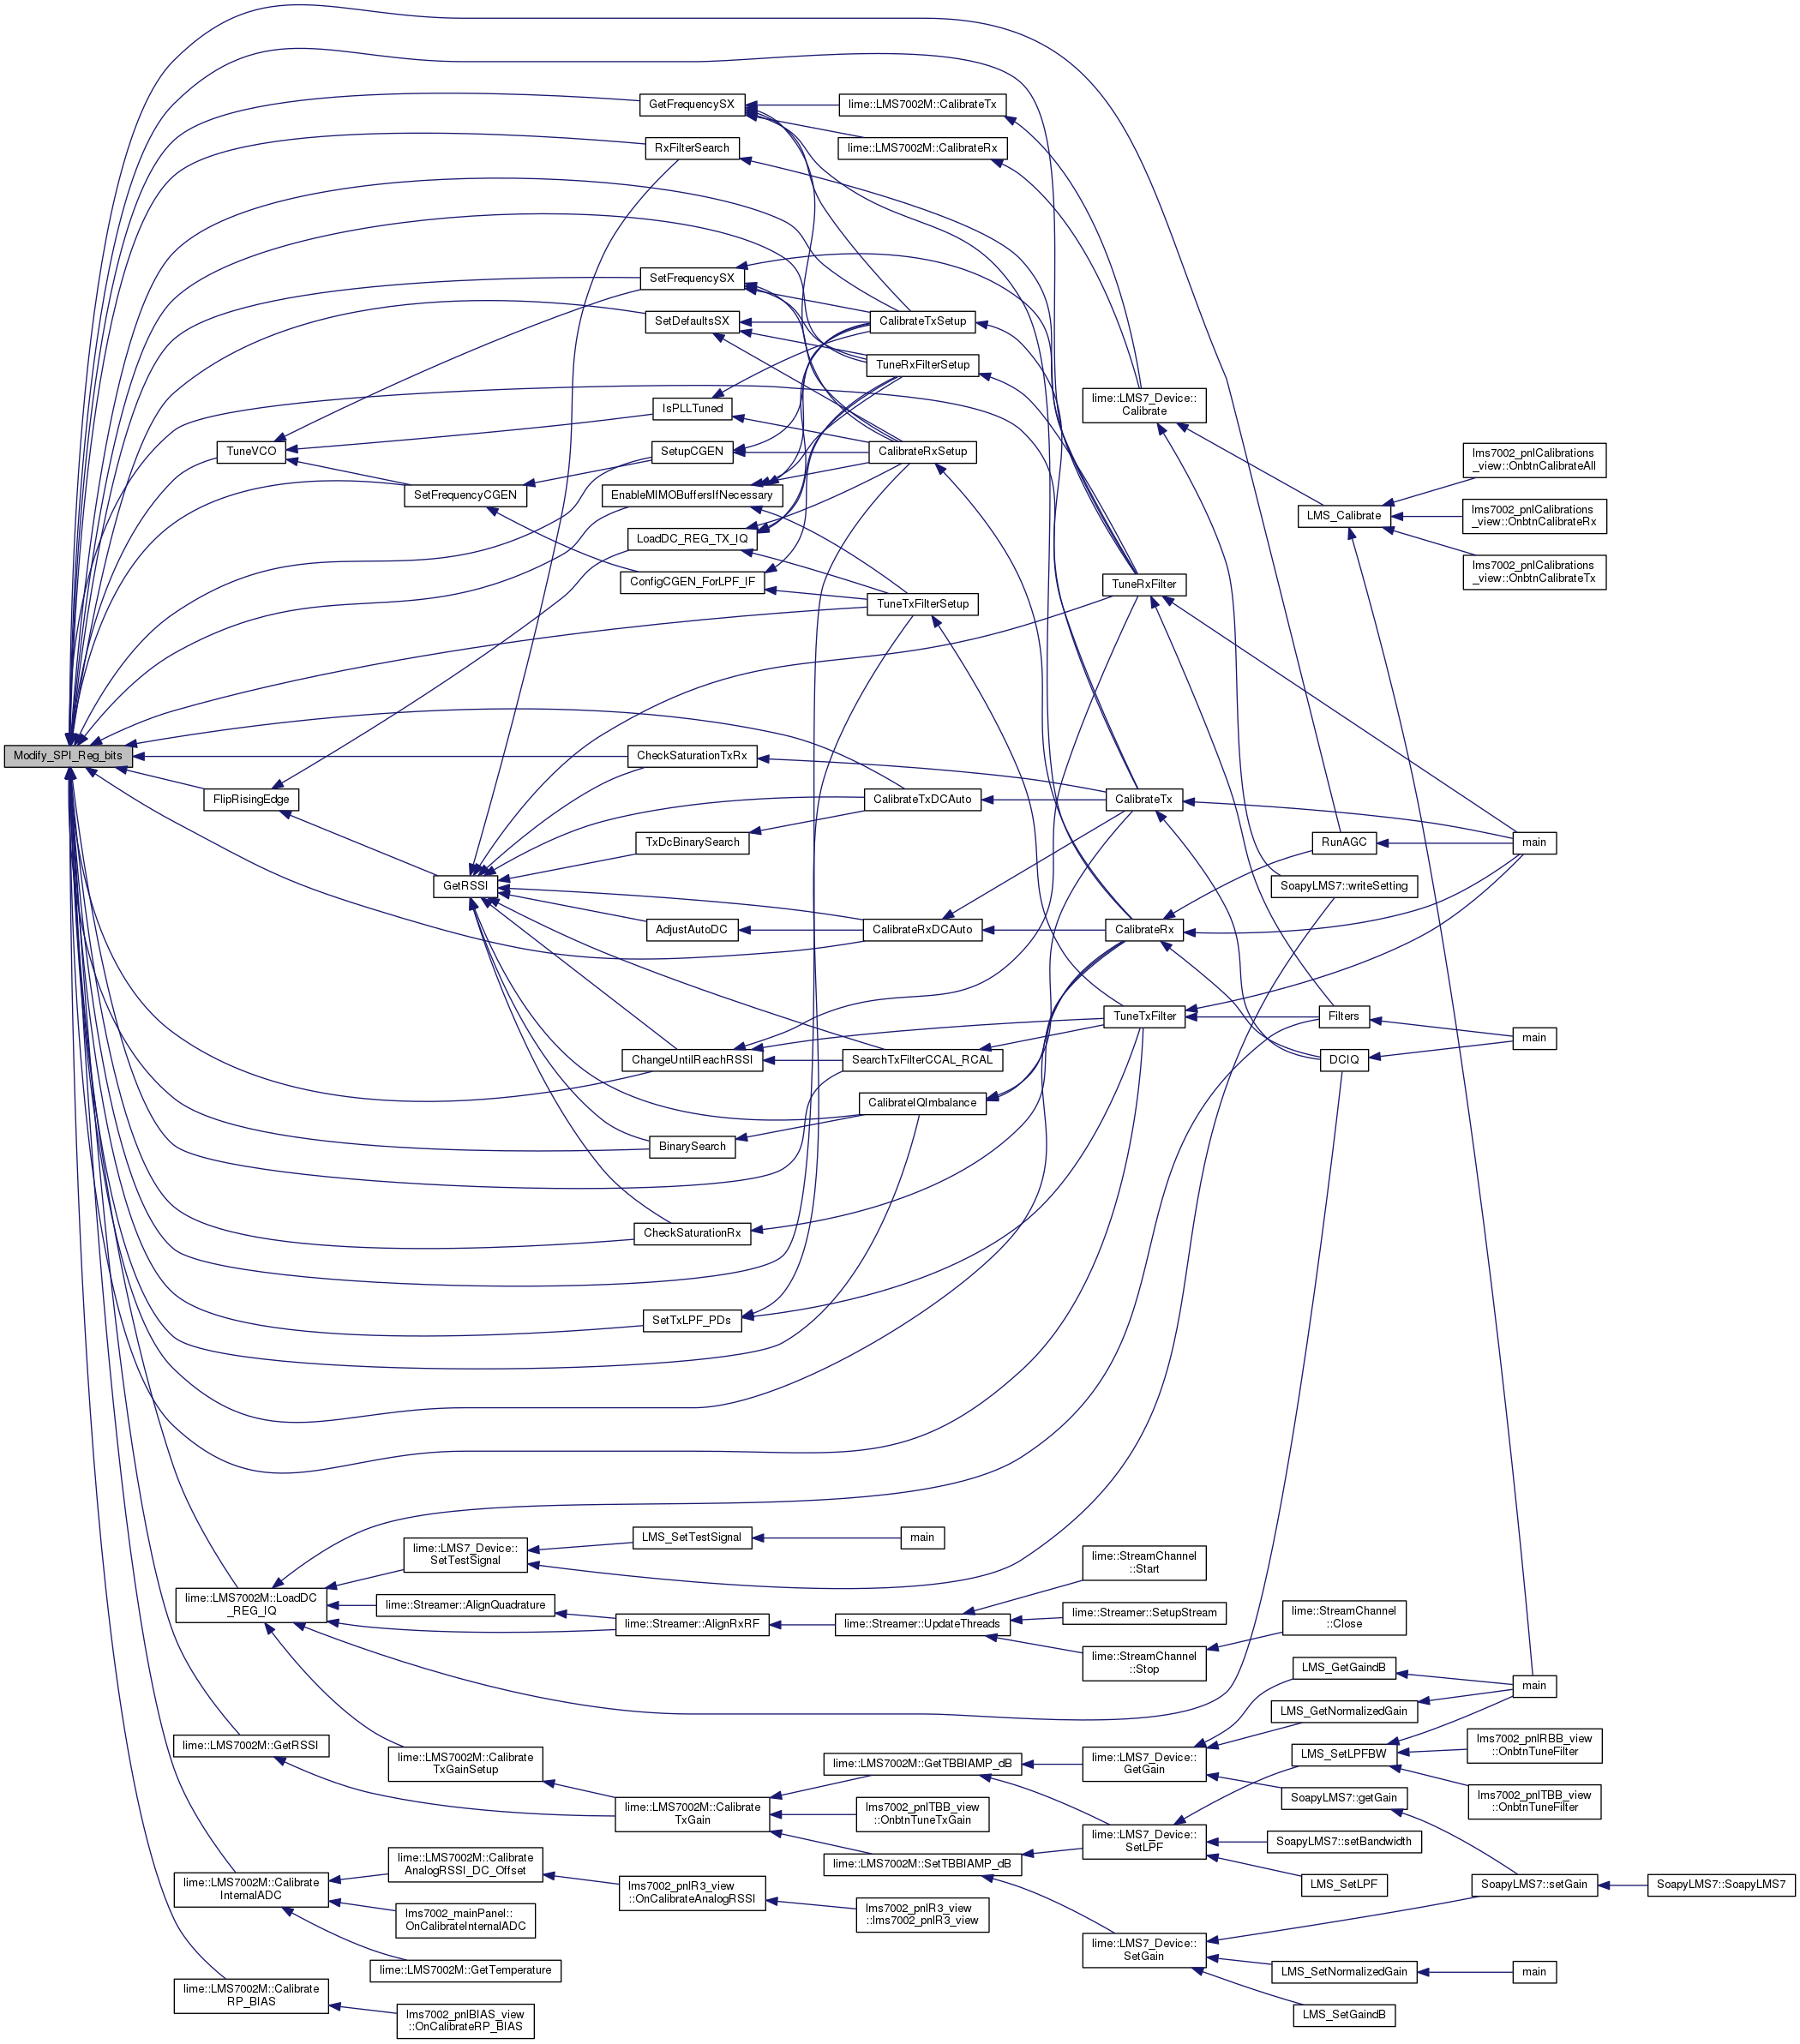 GetFrequencySX
lime::LMS7002M::CalibrateTx
RxFilterSearch
lime::LMS7002M::CalibrateRx
SetFrequencySX
SetDefaultsSX
CalibrateTxSetup
TuneRxFilterSetup
IsPLLTuned
lime::LMS7_Device::
Calibrate
TuneVCO
SetupCGEN
CalibrateRxSetup
lms7002_pnlCalibrations
_view::OnbtnCalibrateAll
SetFrequencyCGEN
EnableMIMOBuffersIfNecessary
LMS_Calibrate
lms7002_pnlCalibrations
_view::OnbtnCalibrateRx
LoadDC_REG_TX_IQ
lms7002_pnlCalibrations
_view::OnbtnCalibrateTx
ConfigCGEN_ForLPF_IF
TuneTxFilterSetup
TuneRxFilter
Modify_SPI_Reg_bits
CheckSaturationTxRx
FlipRisingEdge
CalibrateTxDCAuto
CalibrateTx
TxDcBinarySearch
RunAGC
main
GetRSSI
SoapyLMS7::writeSetting
AdjustAutoDC
CalibrateRxDCAuto
CalibrateRx
TuneTxFilter
Filters
main
ChangeUntilReachRSSI
SearchTxFilterCCAL_RCAL
DCIQ
CalibrateIQImbalance
BinarySearch
CheckSaturationRx
SetTxLPF_PDs
lime::LMS7_Device::
SetTestSignal
LMS_SetTestSignal
main
lime::StreamChannel
::Start
lime::LMS7002M::LoadDC
_REG_IQ
lime::Streamer::AlignQuadrature
lime::Streamer::AlignRxRF
lime::Streamer::UpdateThreads
lime::Streamer::SetupStream
lime::StreamChannel
::Close
lime::StreamChannel
::Stop
LMS_GetGaindB
main
LMS_GetNormalizedGain
lime::LMS7002M::GetRSSI
lime::LMS7002M::Calibrate
TxGainSetup
lime::LMS7002M::GetTBBIAMP_dB
lime::LMS7_Device::
GetGain
LMS_SetLPFBW
lms7002_pnlRBB_view
::OnbtnTuneFilter
SoapyLMS7::getGain
lms7002_pnlTBB_view
::OnbtnTuneFilter
lime::LMS7002M::Calibrate
TxGain
lms7002_pnlTBB_view
::OnbtnTuneTxGain
lime::LMS7_Device::
SetLPF
SoapyLMS7::setBandwidth
lime::LMS7002M::Calibrate
AnalogRSSI_DC_Offset
lime::LMS7002M::SetTBBIAMP_dB
LMS_SetLPF
SoapyLMS7::setGain
SoapyLMS7::SoapyLMS7
lime::LMS7002M::Calibrate
InternalADC
lms7002_pnlR3_view
::OnCalibrateAnalogRSSI
lms7002_mainPanel::
OnCalibrateInternalADC
lms7002_pnlR3_view
::lms7002_pnlR3_view
lime::LMS7_Device::
SetGain
lime::LMS7002M::GetTemperature
LMS_SetNormalizedGain
main
lime::LMS7002M::Calibrate
RP_BIAS
lms7002_pnlBIAS_view
::OnCalibrateRP_BIAS
LMS_SetGaindB